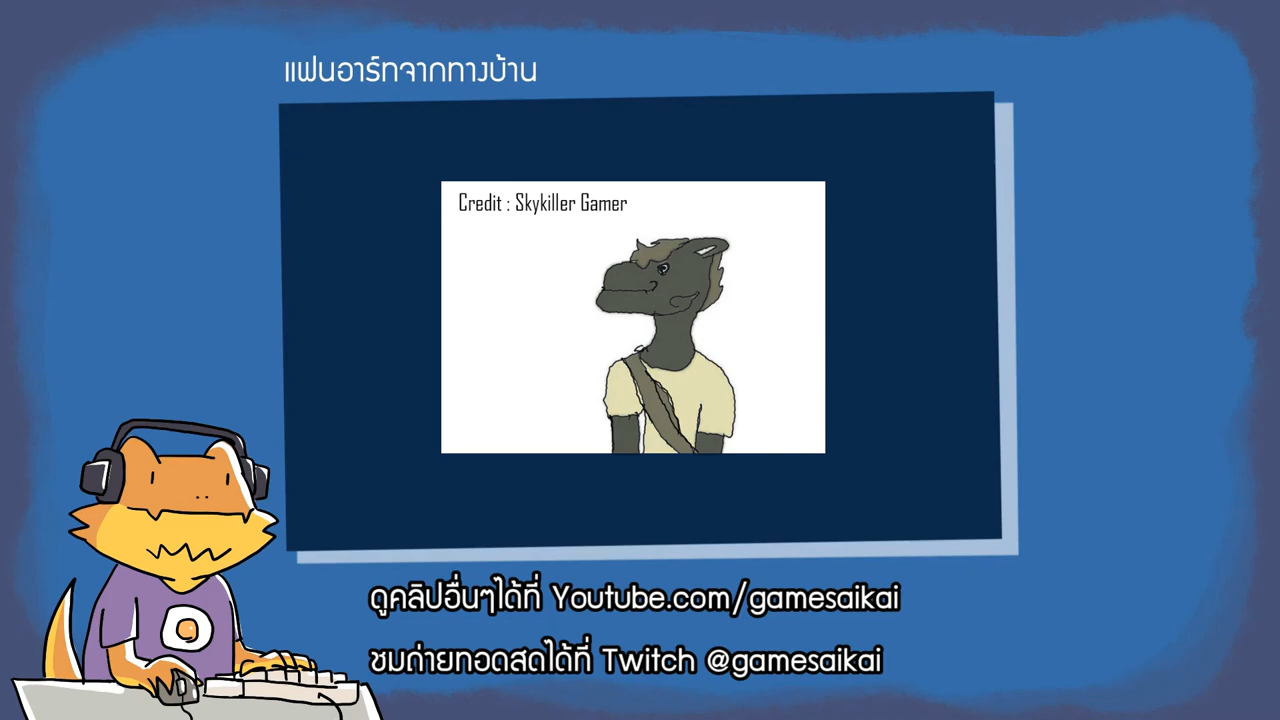 แฟนอาร์ทจากทางบ้าน
Credit : Skykiller Gamer
ดูคลิปอื่นๆได้ที่ Youtube.com/gamesaikai
ชมถ่ายทอดสดได้ที่ Twitch @gamesaikai